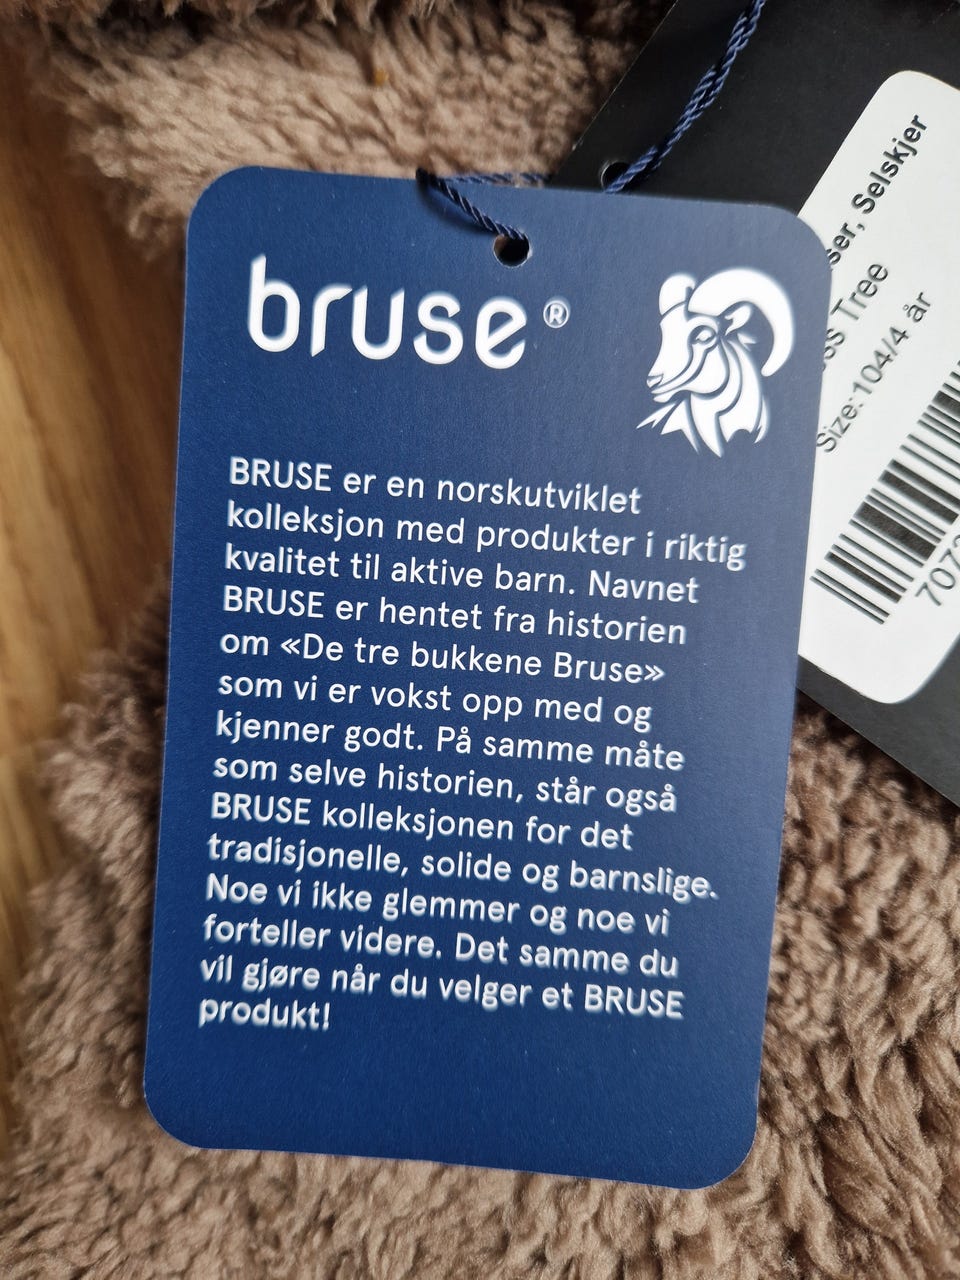 bruse®
BRUSE er en norskutviklet
kolleksjon med produkter i riktig
kvalitet til aktive barn. Navnet
BRUSE er hentet fra historien
om «De tre bukkene Bruse»
som vi er vokst opp med og
kjenner godt. På samme måte
som selve historien, står også
BRUSE kolleksjonen for det
tradisjonelle, solide og barnslige.
Noe vi ikke glemmer og noe vi
forteller videre. Det samme du
vil gjøre når du velger et BRUSE
produkt!
Selskjer
Tree
Size:104/4 år